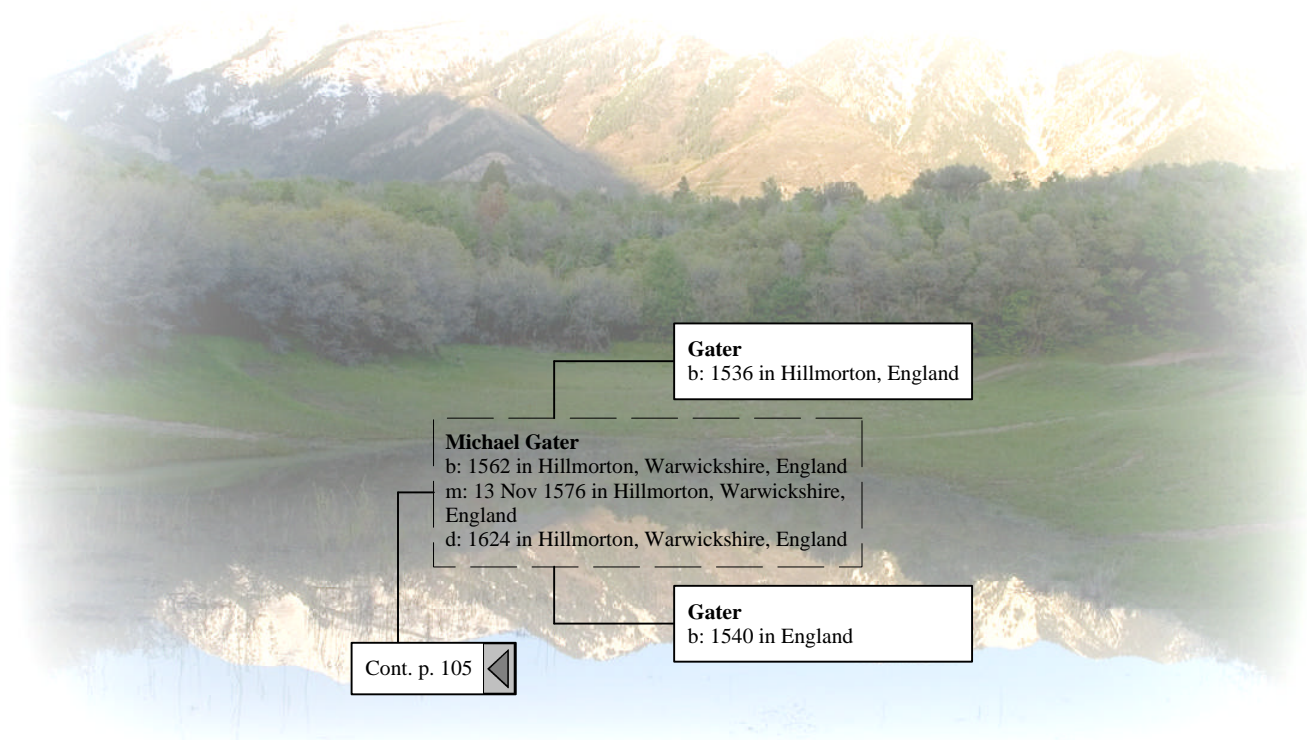 Gater
b: 1536 in Hillmorton, England
Michael Gater
b: 1562 in Hillmorton, Warwickshire, England
m: 13 Nov 1576 in Hillmorton, Warwickshire,
England
d: 1624 in Hillmorton, Warwickshire, England
Gater
b: 1540 in England
Cont. p. 105